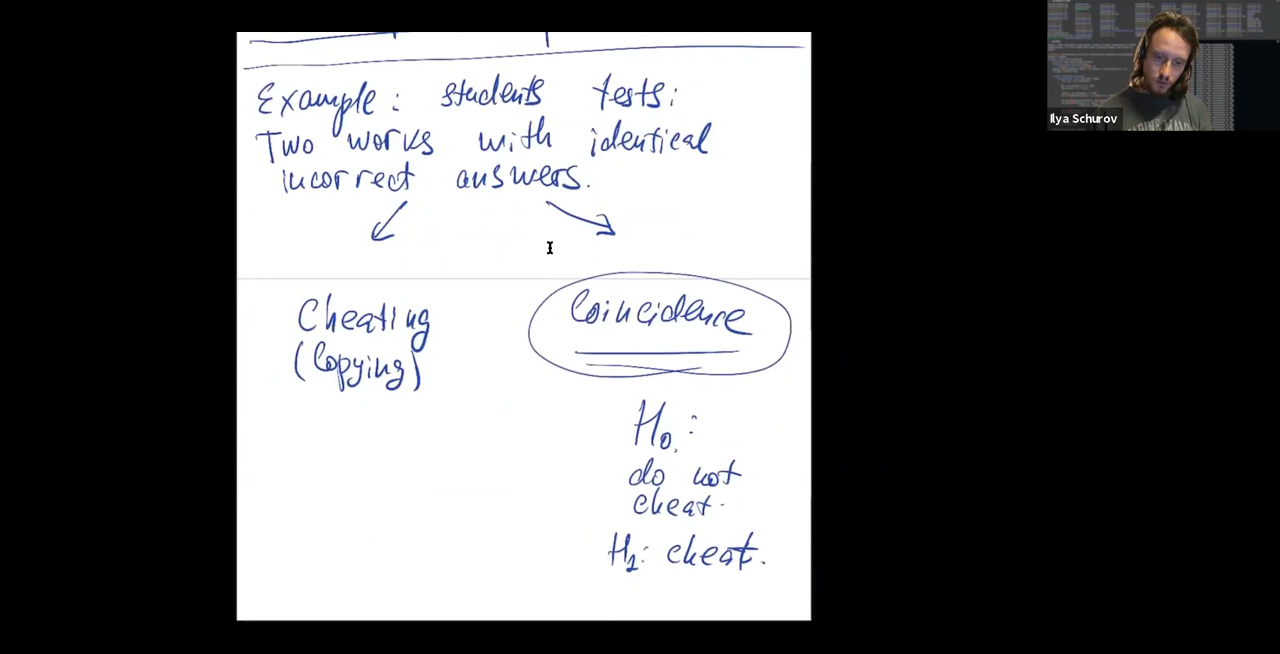 Example: students tests:
Two works with identical
incorrect answers.
Cheating
(Copying)
Coincidence
H0:
do not
cheat.
H1: cheat.
Ilya Schurov